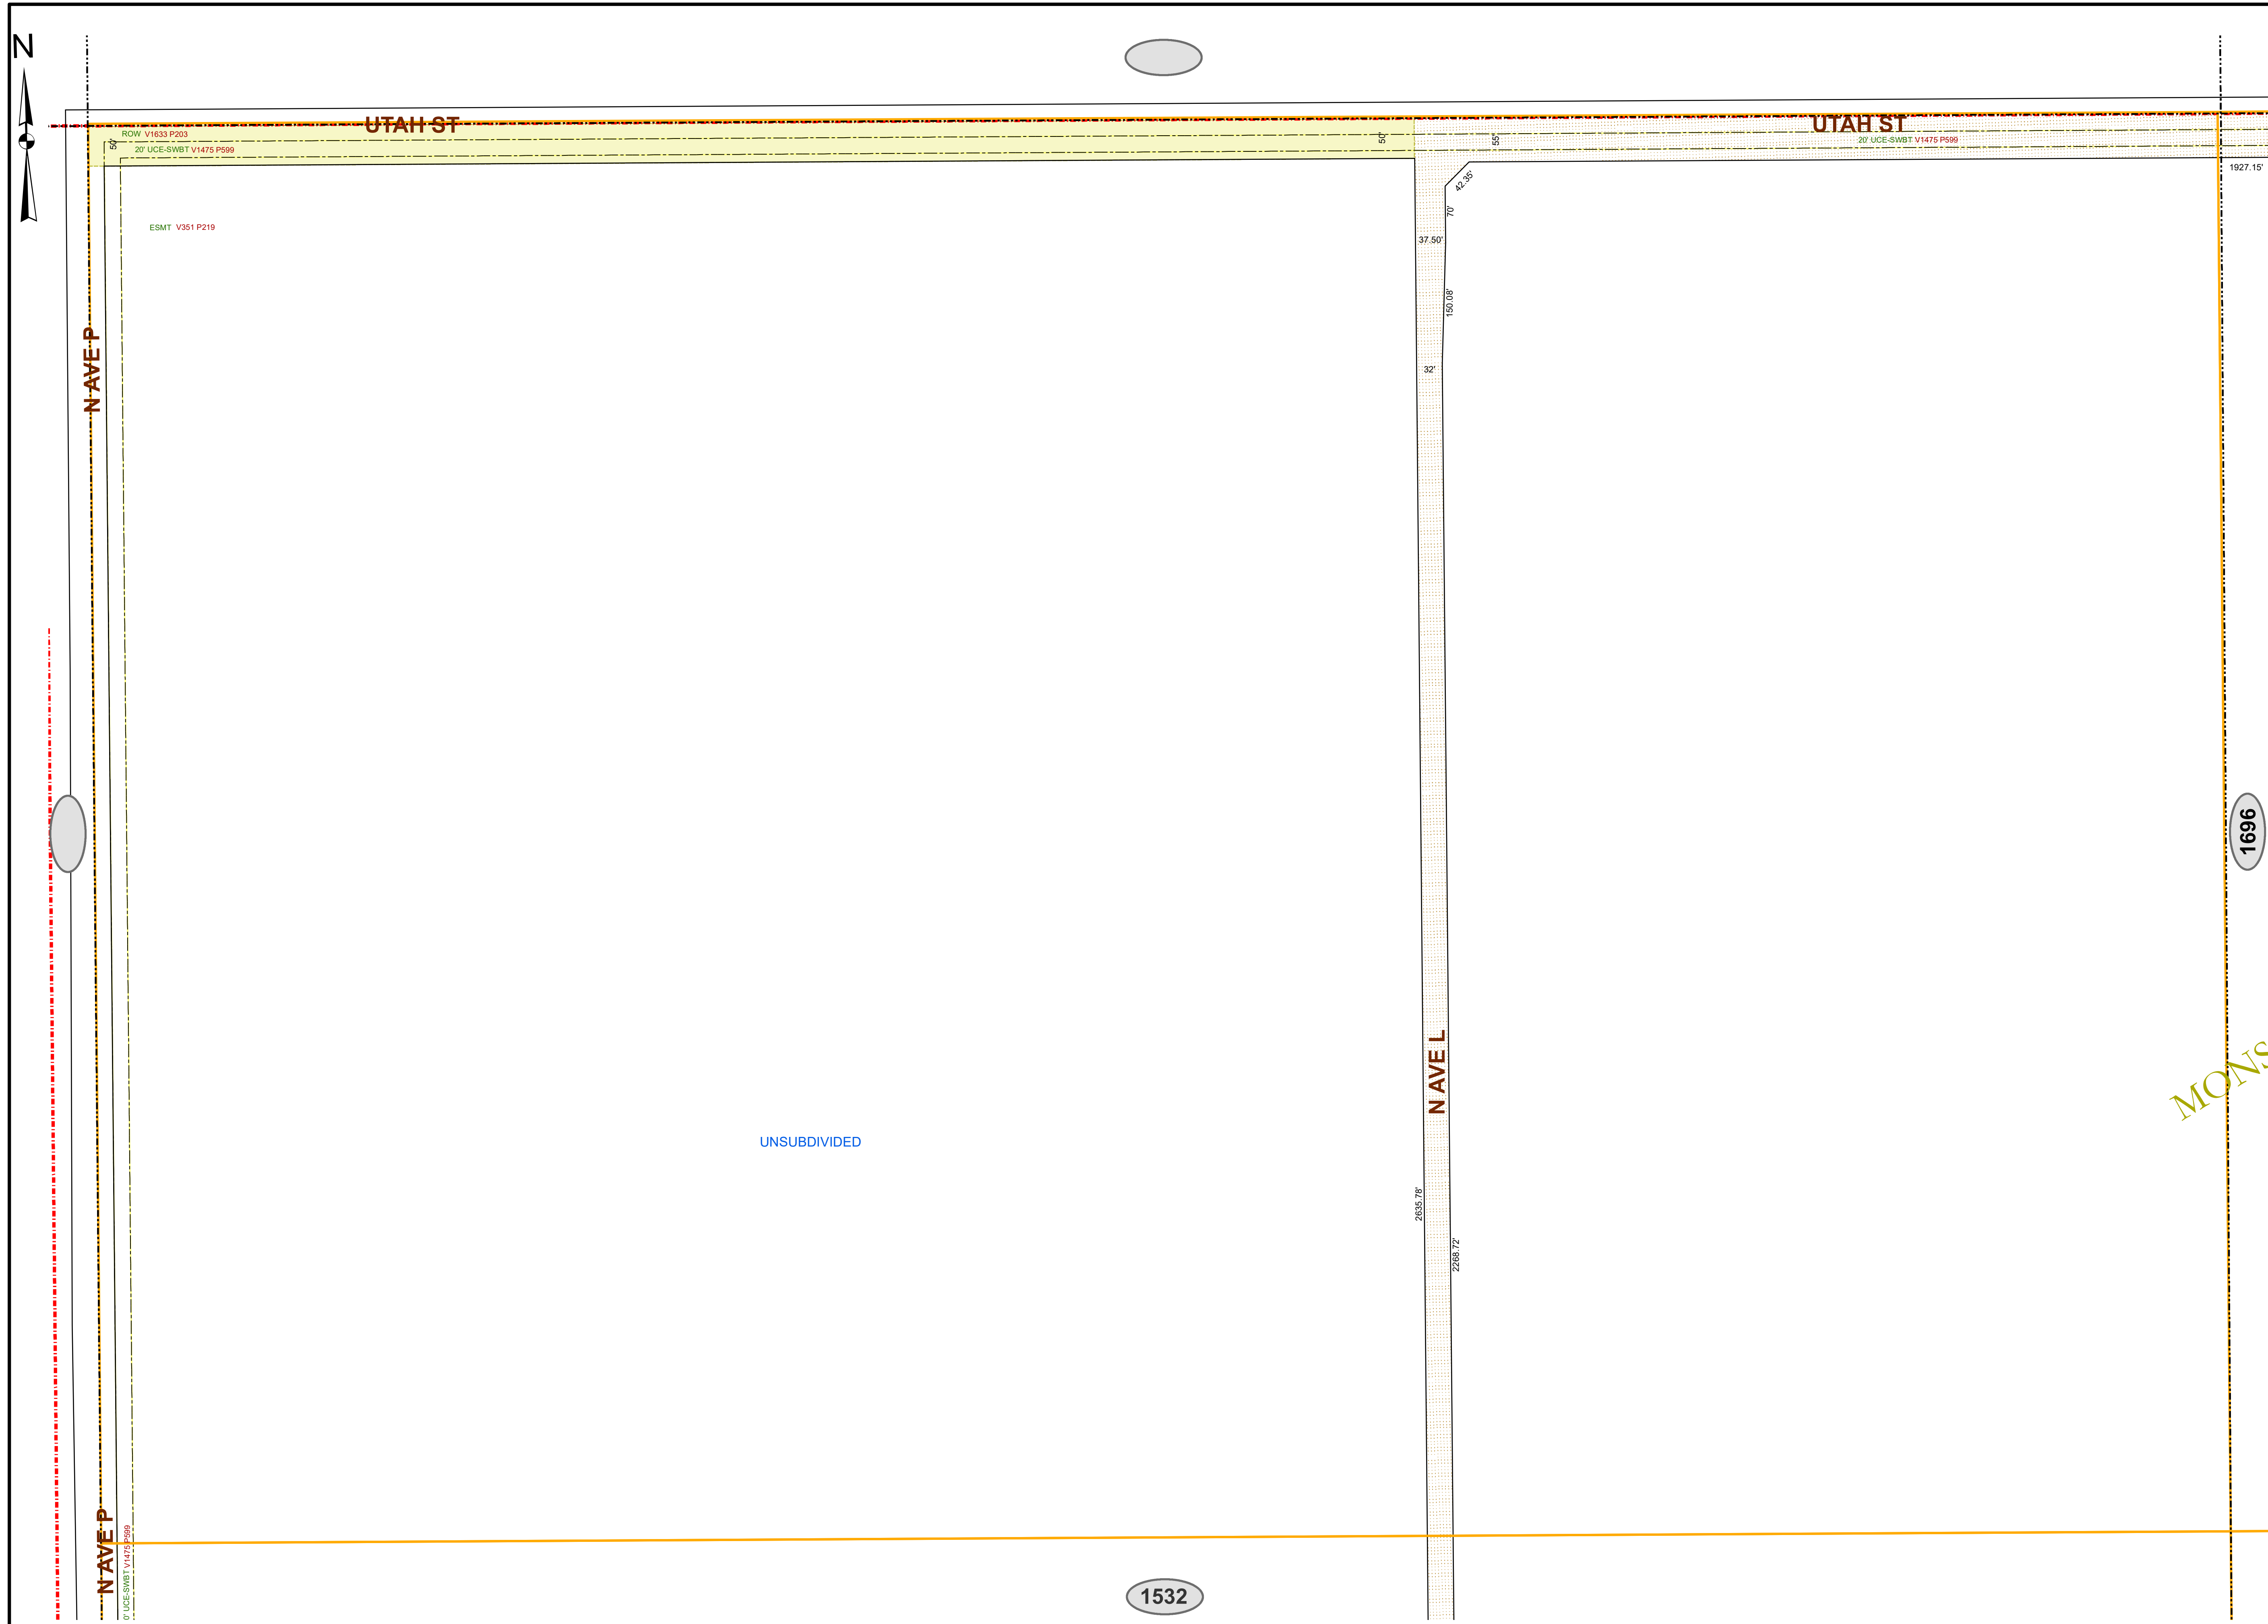 N
UTAH ST
UTAH ST
ROW V1633 P203
50'
50'
55'
20' UCE-SWBT V1475 P599
20' UCE-SWBT V1475 P599
1927.15'
42.35'
70'
ESMT V351 P219
37.50'
150.08'
N AVE P
32'
1696
N AVE L
MONS
UNSUBDIVIDED
2635.78'
2268.72'
N AVE P
0' UCE-SWBT V1475 P599
1532